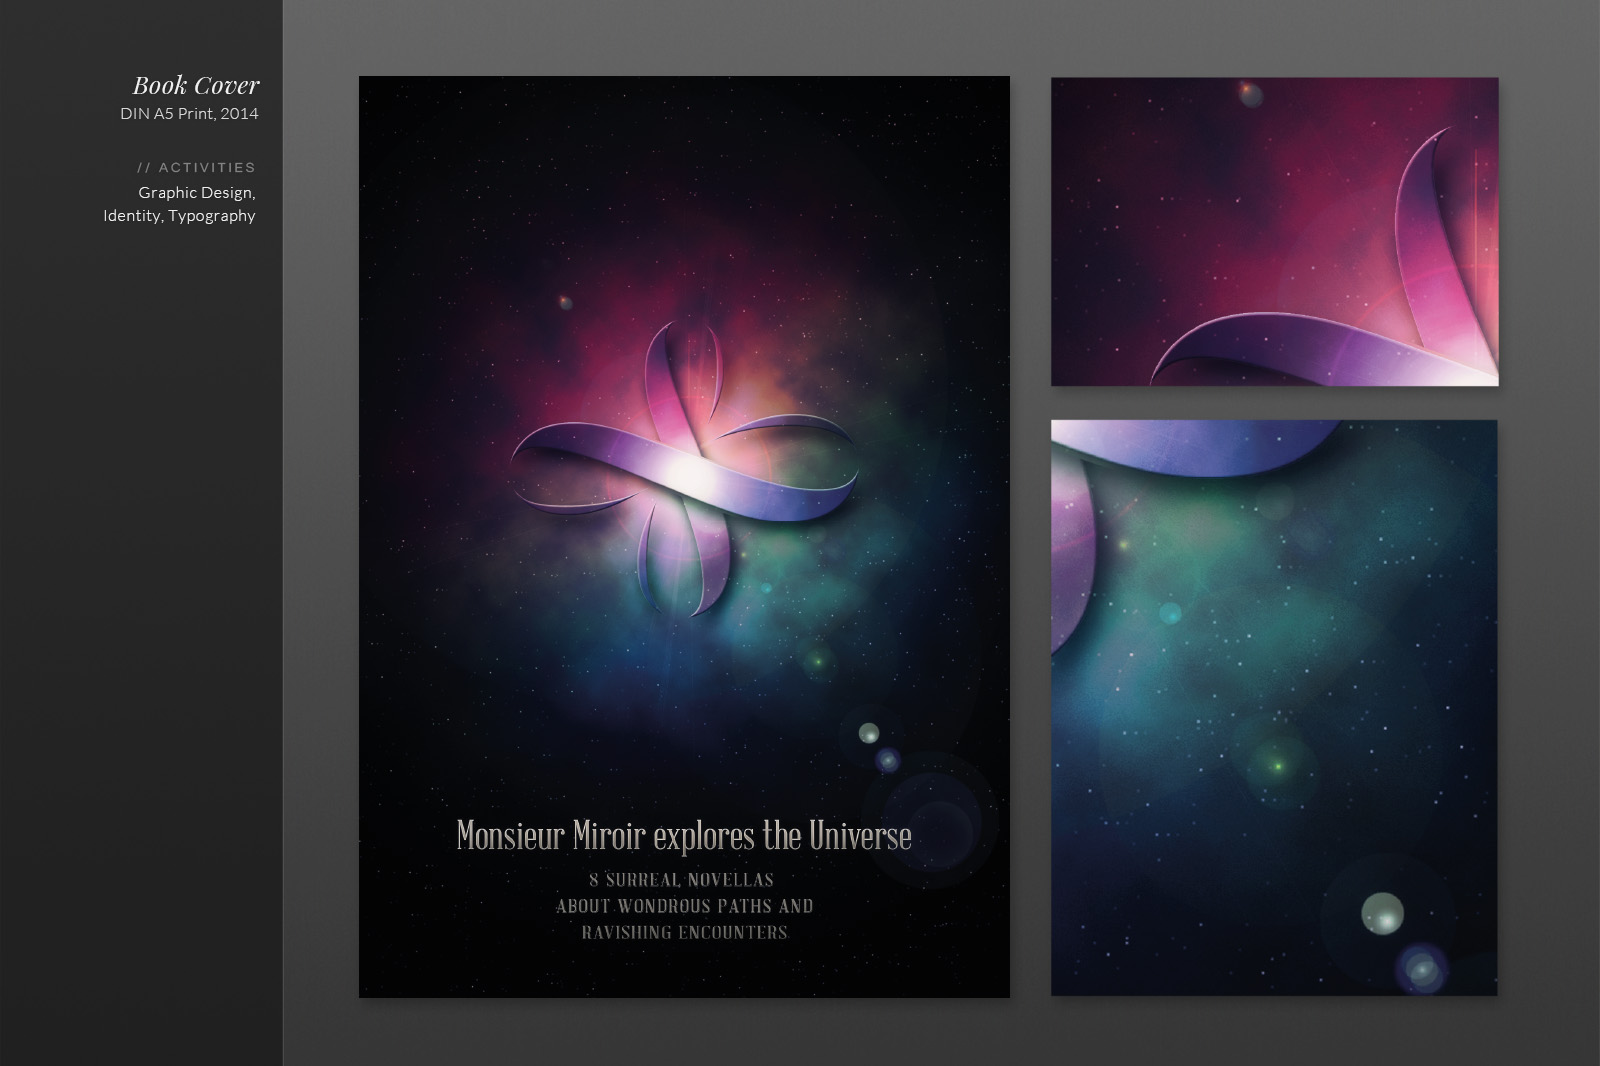 Book Cover
DIN A5 Print, 2014
// ACTIVITIES
Graphic Design,
Identity, Typography
Monsieur Miroir explores the Universe
8 SURREAL NOVELLAS
ABOUT WONDROUS PATHS AND
RAVISHING ENCOUNTERS